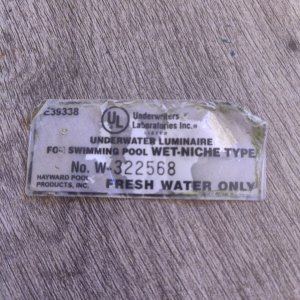 E39338
UL
Underwriters
Laboratories Inc.®
LISTED
UNDERWATER LUMINAIRE
FOR SWIMMING POOL WET-NICHE TYPE
No. W-322568
HAYWARD POOL
PRODUCTS, INC.
FRESH WATER ONLY